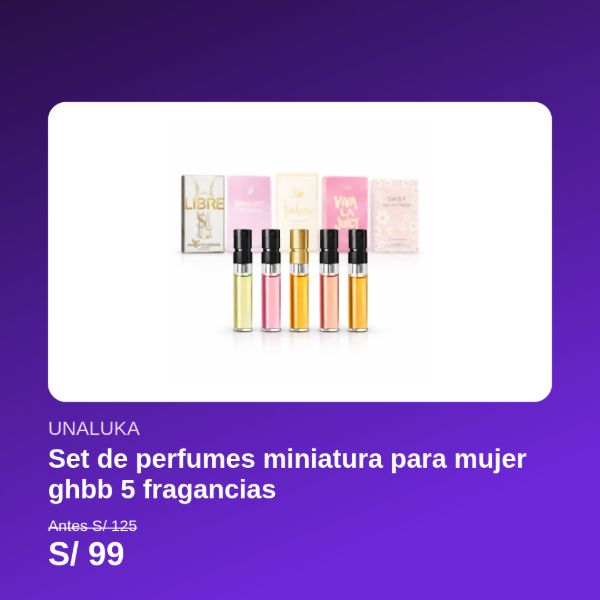 LIBRE
BRIGHT
CRYSTAL
J'adore
VIVA
LA
JUICY
DAISY
UNALUKA
Set de perfumes miniatura para mujer
ghbb 5 fragancias
Antes S/ 125
S/ 99